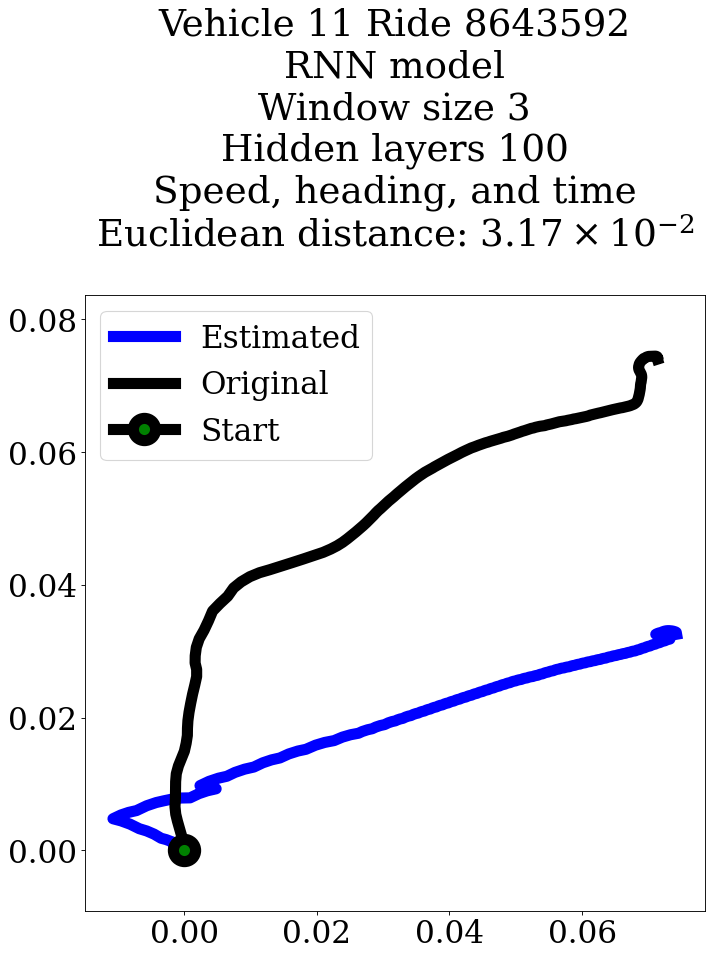 Vehicle 11 Ride 8643592
RNN model
Window size 3
Hidden layers 100
Speed, heading, and time
Euclidean distance: 3.17 × 10⁻²
Estimated
Original
Start
0.08
0.06
0.04
0.02
0.00
0.00 0.02 0.04 0.06